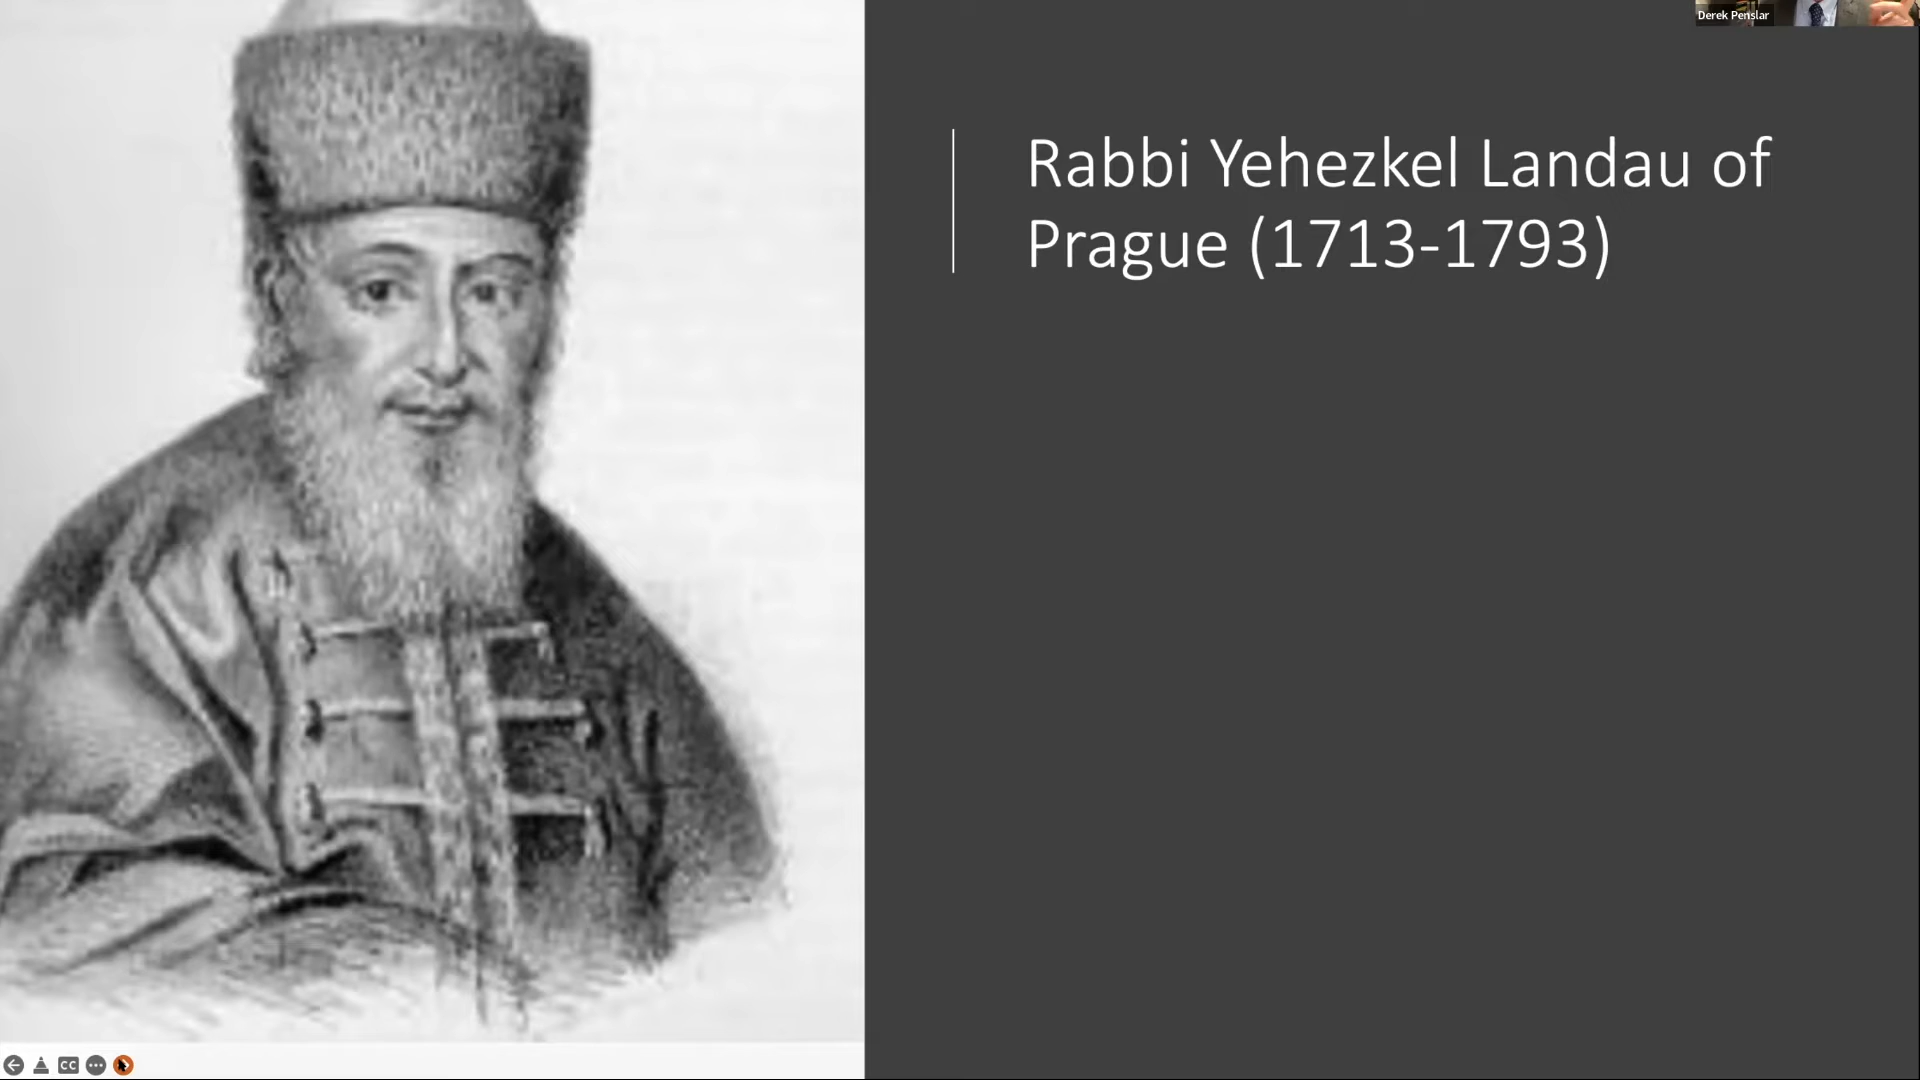 Derek Penslar
Rabbi Yehezkel Landau of
Prague (1713-1793)
CC